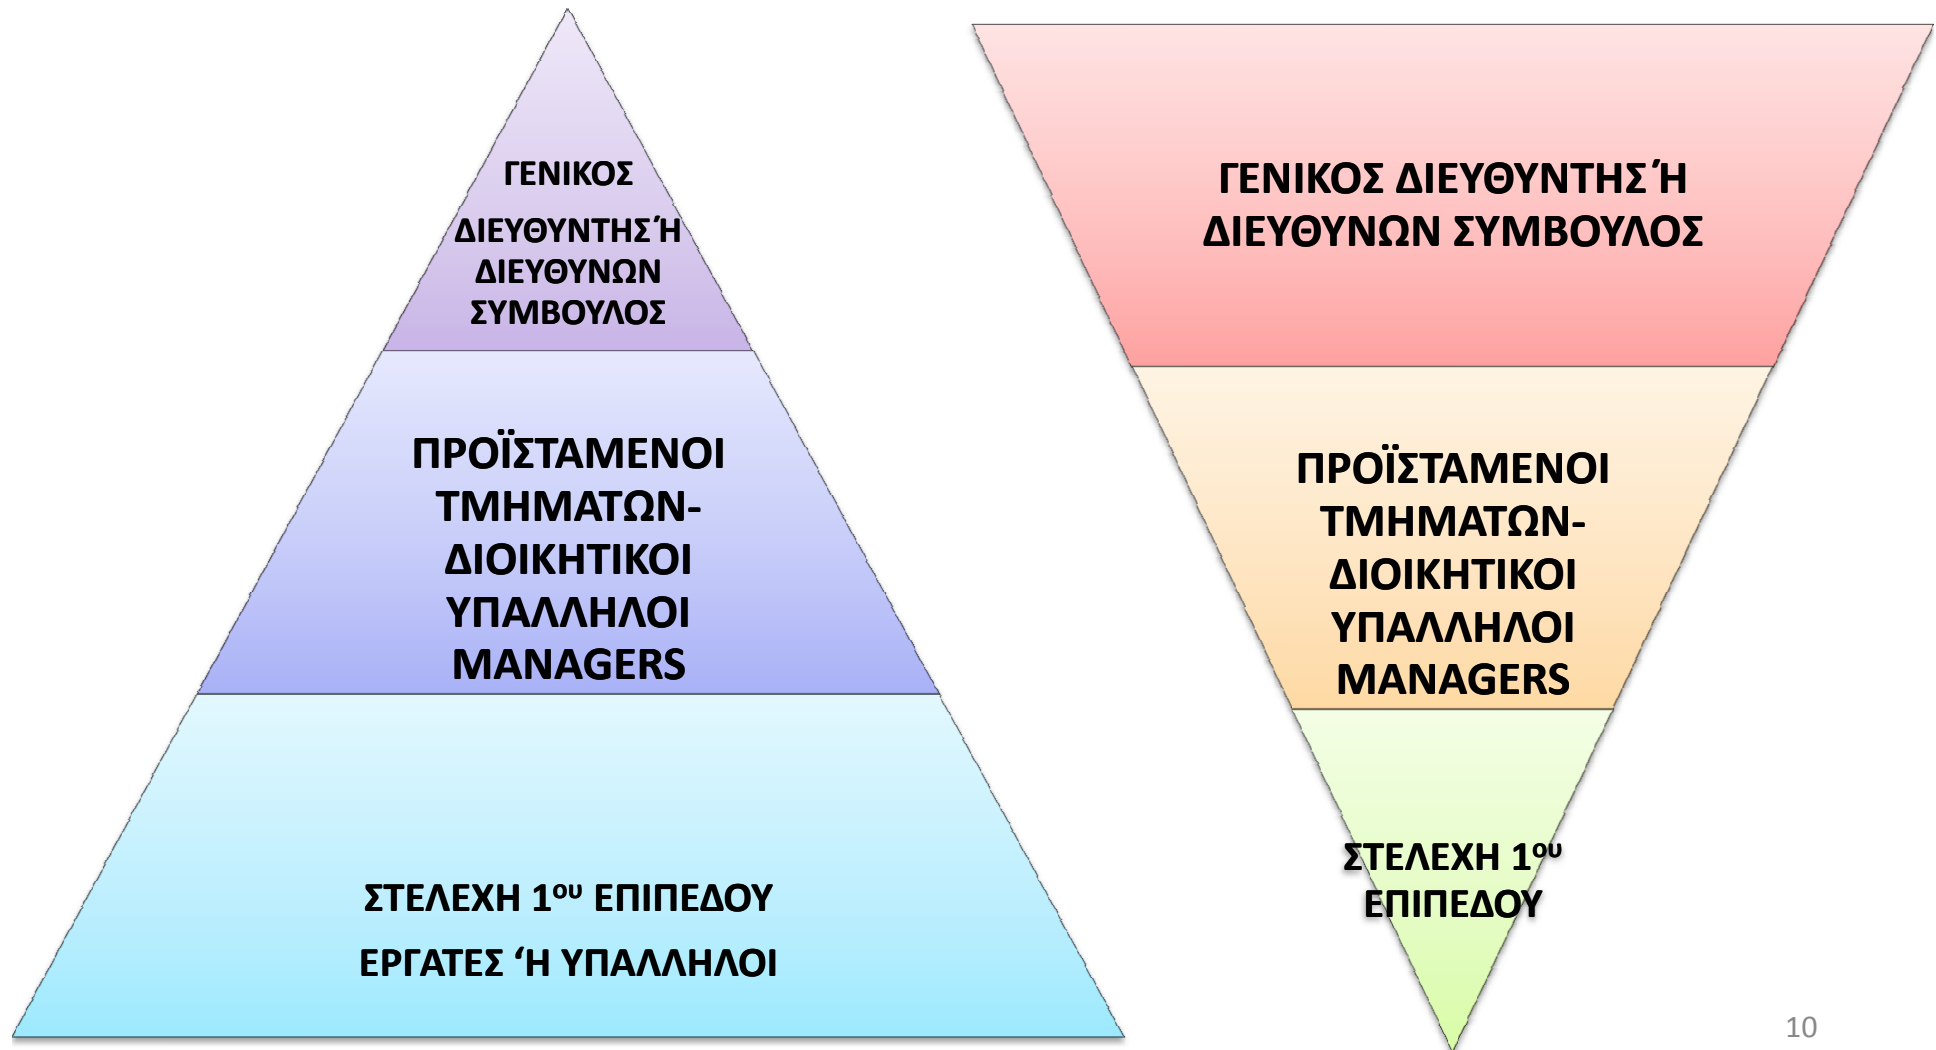 ΓΕΝΙΚΟΣ
ΔΙΕΥΘΥΝΤΗΣ Ή
ΔΙΕΥΘΥΝΩΝ
ΣΥΜΒΟΥΛΟΣ
ΠΡΟΪΣΤΑΜΕΝΟΙ
ΤΜΗΜΑΤΩΝ-
ΔΙΟΙΚΗΤΙΚΟΙ
ΥΠΑΛΛΗΛΟΙ
MANAGERS
ΣΤΕΛΕΧΗ 1ου ΕΠΙΠΕΔΟΥ
ΕΡΓΑΤΕΣ ‘Η ΥΠΑΛΛΗΛΟΙ
ΓΕΝΙΚΟΣ ΔΙΕΥΘΥΝΤΗΣ Ή
ΔΙΕΥΘΥΝΩΝ ΣΥΜΒΟΥΛΟΣ
ΠΡΟΪΣΤΑΜΕΝΟΙ
ΤΜΗΜΑΤΩΝ-
ΔΙΟΙΚΗΤΙΚΟΙ
ΥΠΑΛΛΗΛΟΙ
MANAGERS
ΣΤΕΛΕΧΗ 1ου
ΕΠΙΠΕΔΟΥ
10